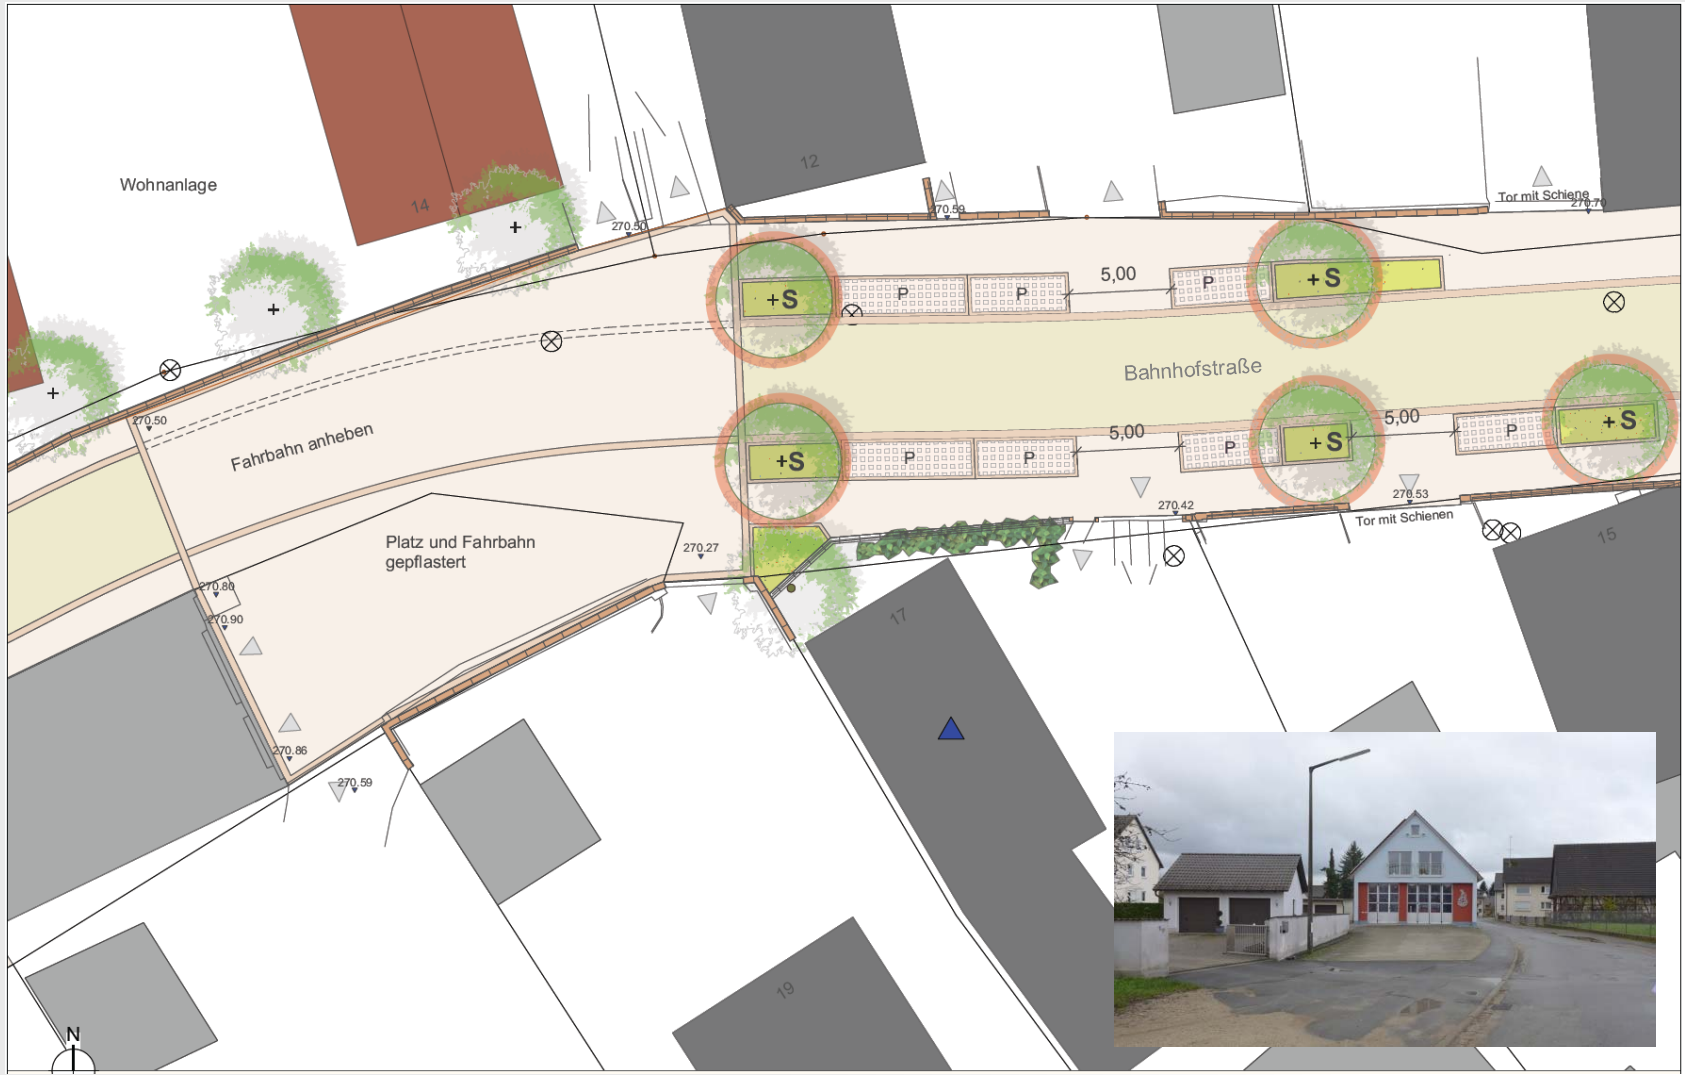 Wohnanlage
14
12
270.50
270.59
Tor mit Schiene
270.70
5,00
P
P
P
+S
+S
Bahnhofstraße
270.50
Fahrbahn anheben
+S
P
P
5,00
P
+S
5,00
P
+S
270.42
270.53
Tor mit Schienen
15
Platz und Fahrbahn
gepflastert
270.27
270.80
270.90
17
270.86
270.59
19
N